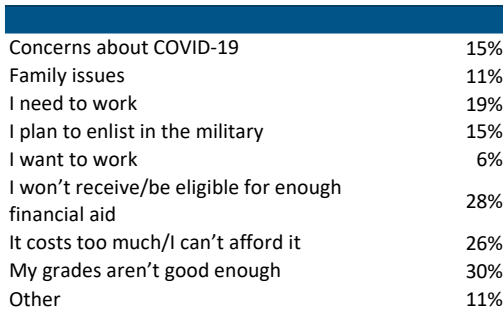 Concerns about COVID-19 15%
Family issues 11%
I need to work 19%
I plan to enlist in the military 15%
I want to work 6%
I won’t receive/be eligible for enough
financial aid 28%
It costs too much/I can’t afford it 26%
My grades aren’t good enough 30%
Other 11%